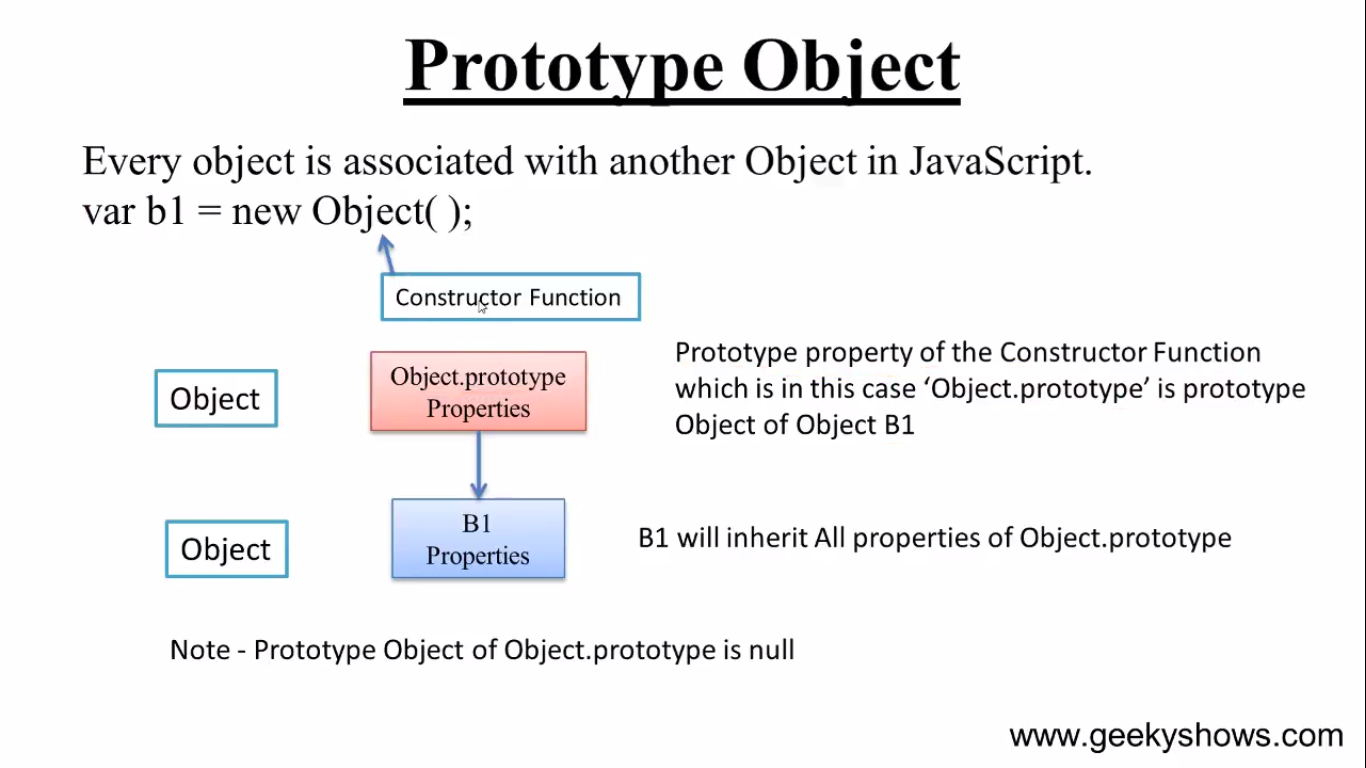 Prototype Object
Every object is associated with another Object in JavaScript.
var b1 = new Object( );
Constructor Function
Object
Object.prototype
Properties
Prototype property of the Constructor Function
which is in this case ‘Object.prototype’ is prototype
Object of Object B1
Object
B1
Properties
B1 will inherit All properties of Object.prototype
Note - Prototype Object of Object.prototype is null
www.geekyshows.com